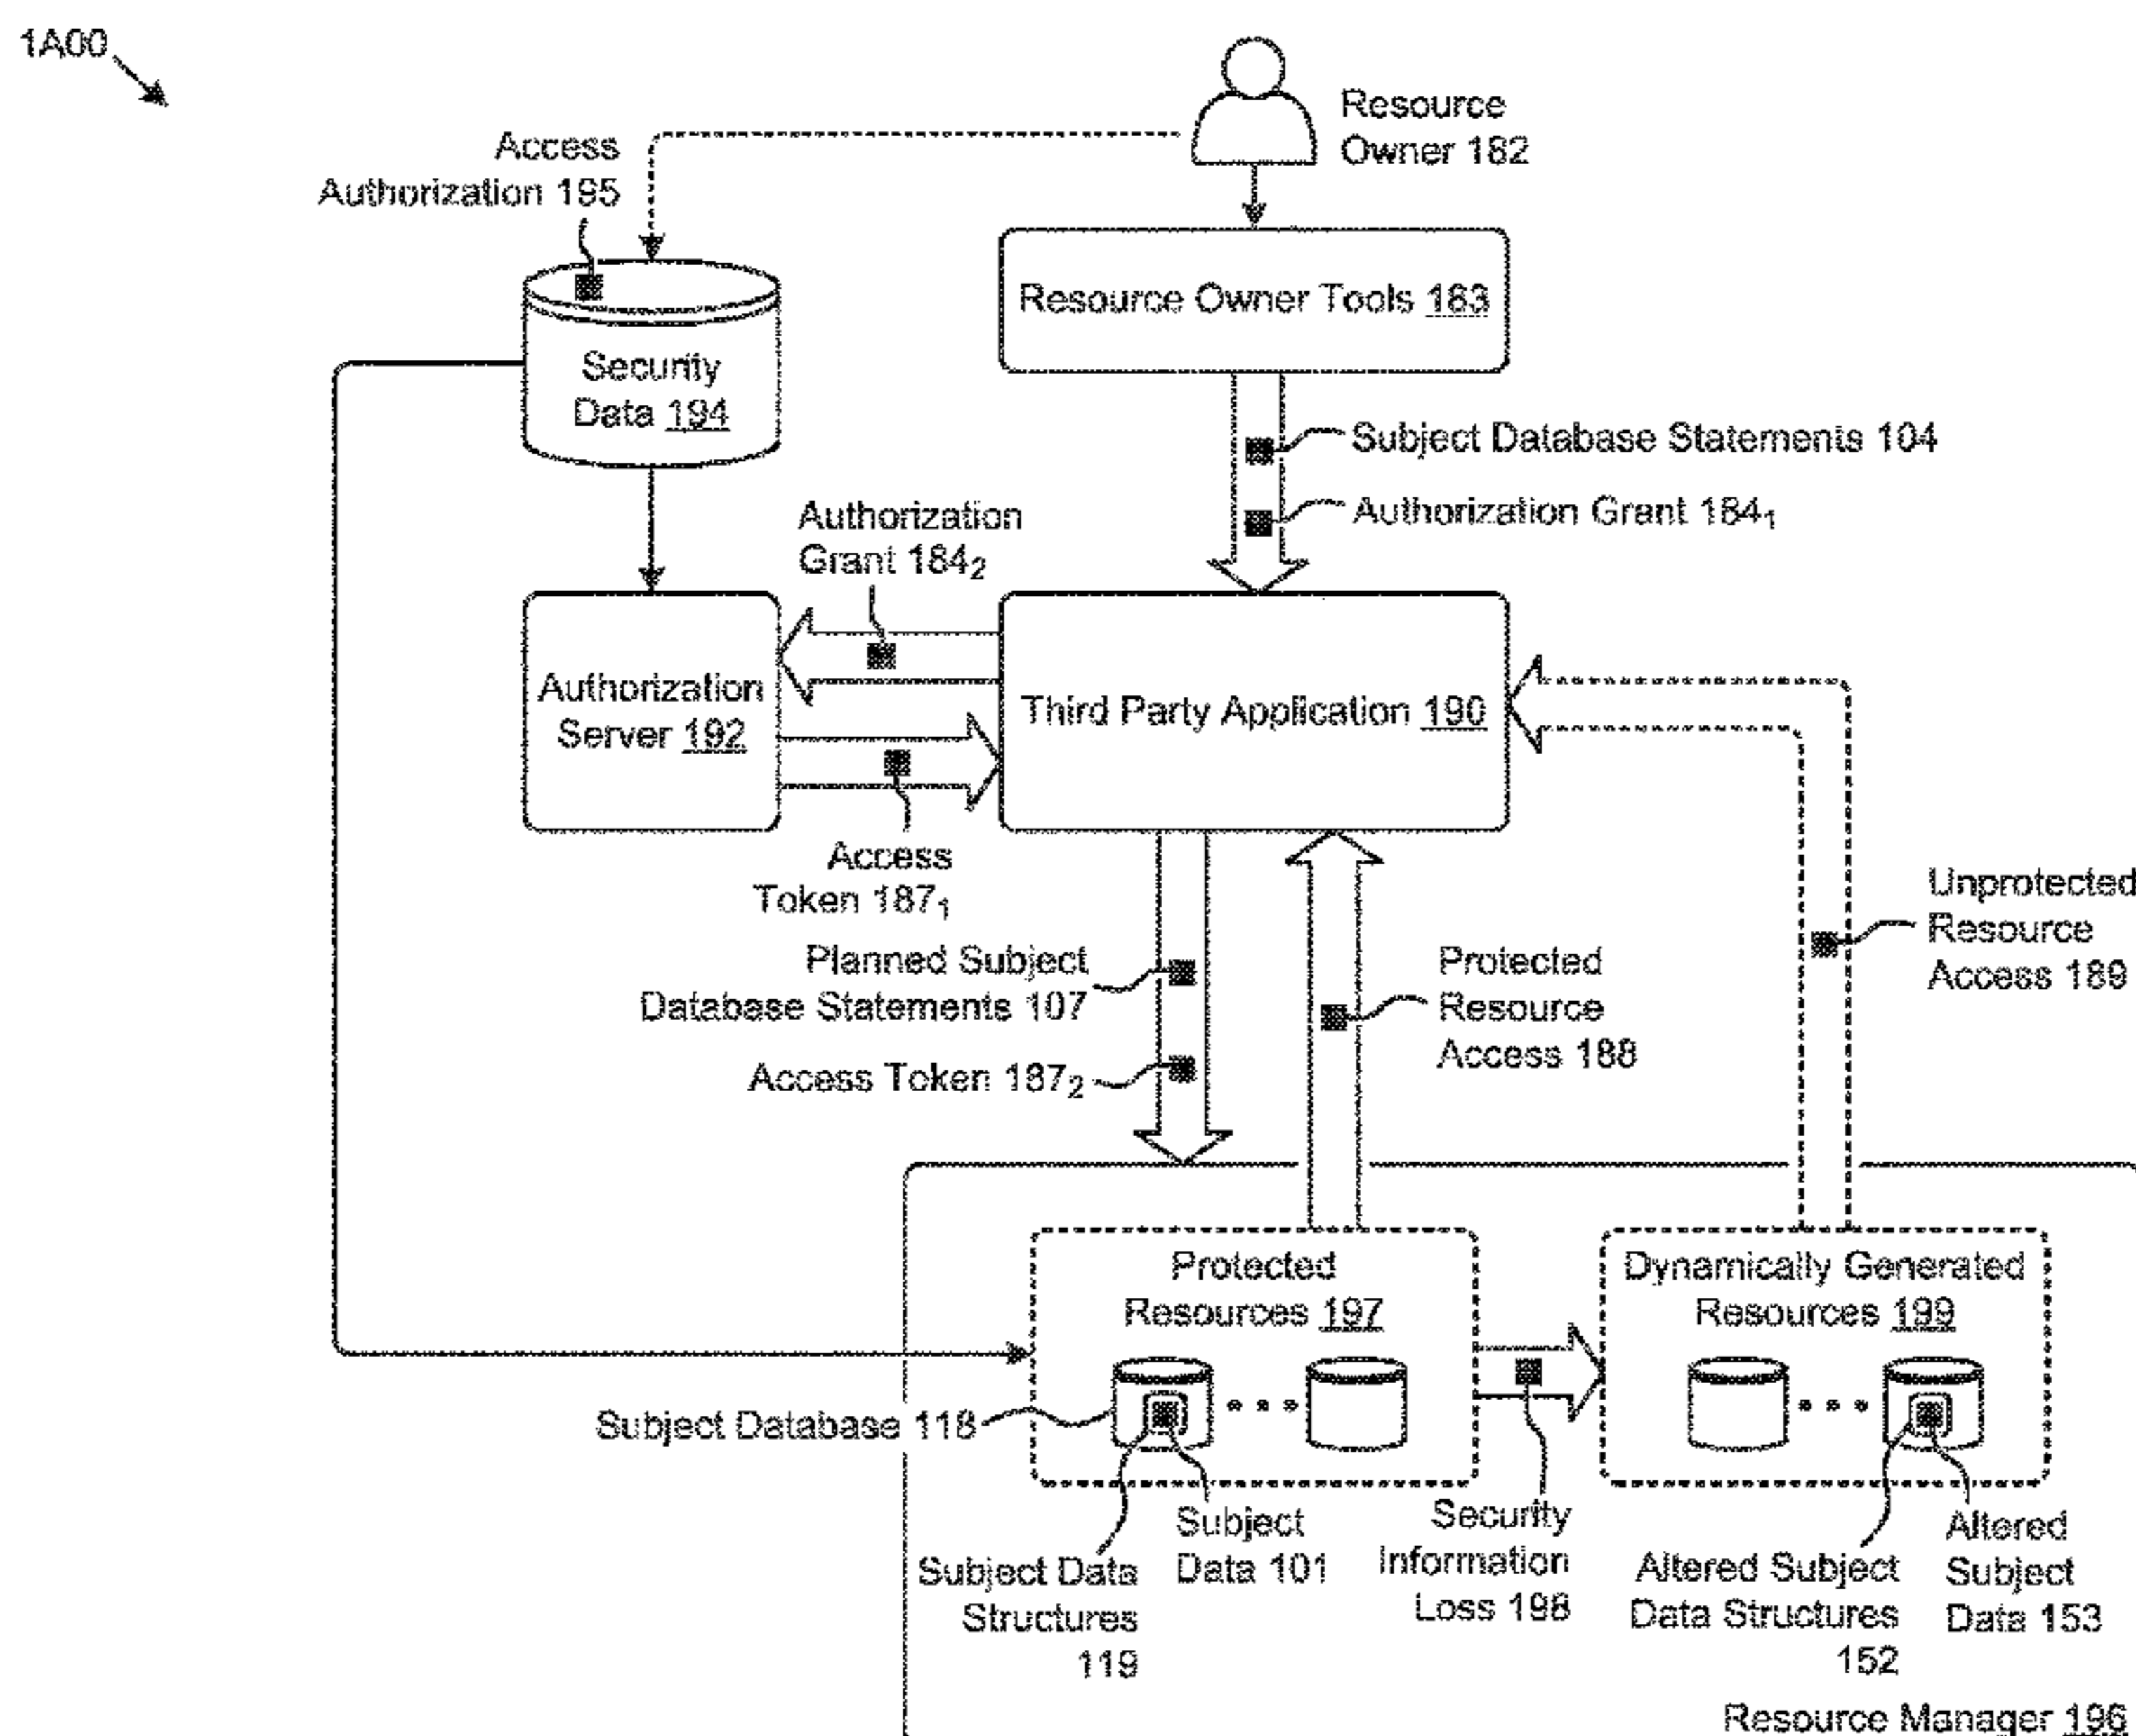 1A00
Resource
Owner 182
Access
Authorization 195
Resource Owner Tools 183
Security
Data 194
Subject Database Statements 104
Authorization Grant 184₁
Authorization
Grant 184₂
Authorization
Server 192
Third Party Application 190
Access
Token 187₁
Unprotected
Resource
Access 189
Planned Subject
Database Statements 107
Protected
Resource
Access 188
Access Token 187₂
Protected
Resources 197
Dynamically Generated
Resources 199
Subject Database 118
Subject Data
Structures
119
Subject
Data 101
Security
Information
Loss 198
Altered Subject
Data Structures
152
Altered
Subject
Data 153
Resource Manager 196